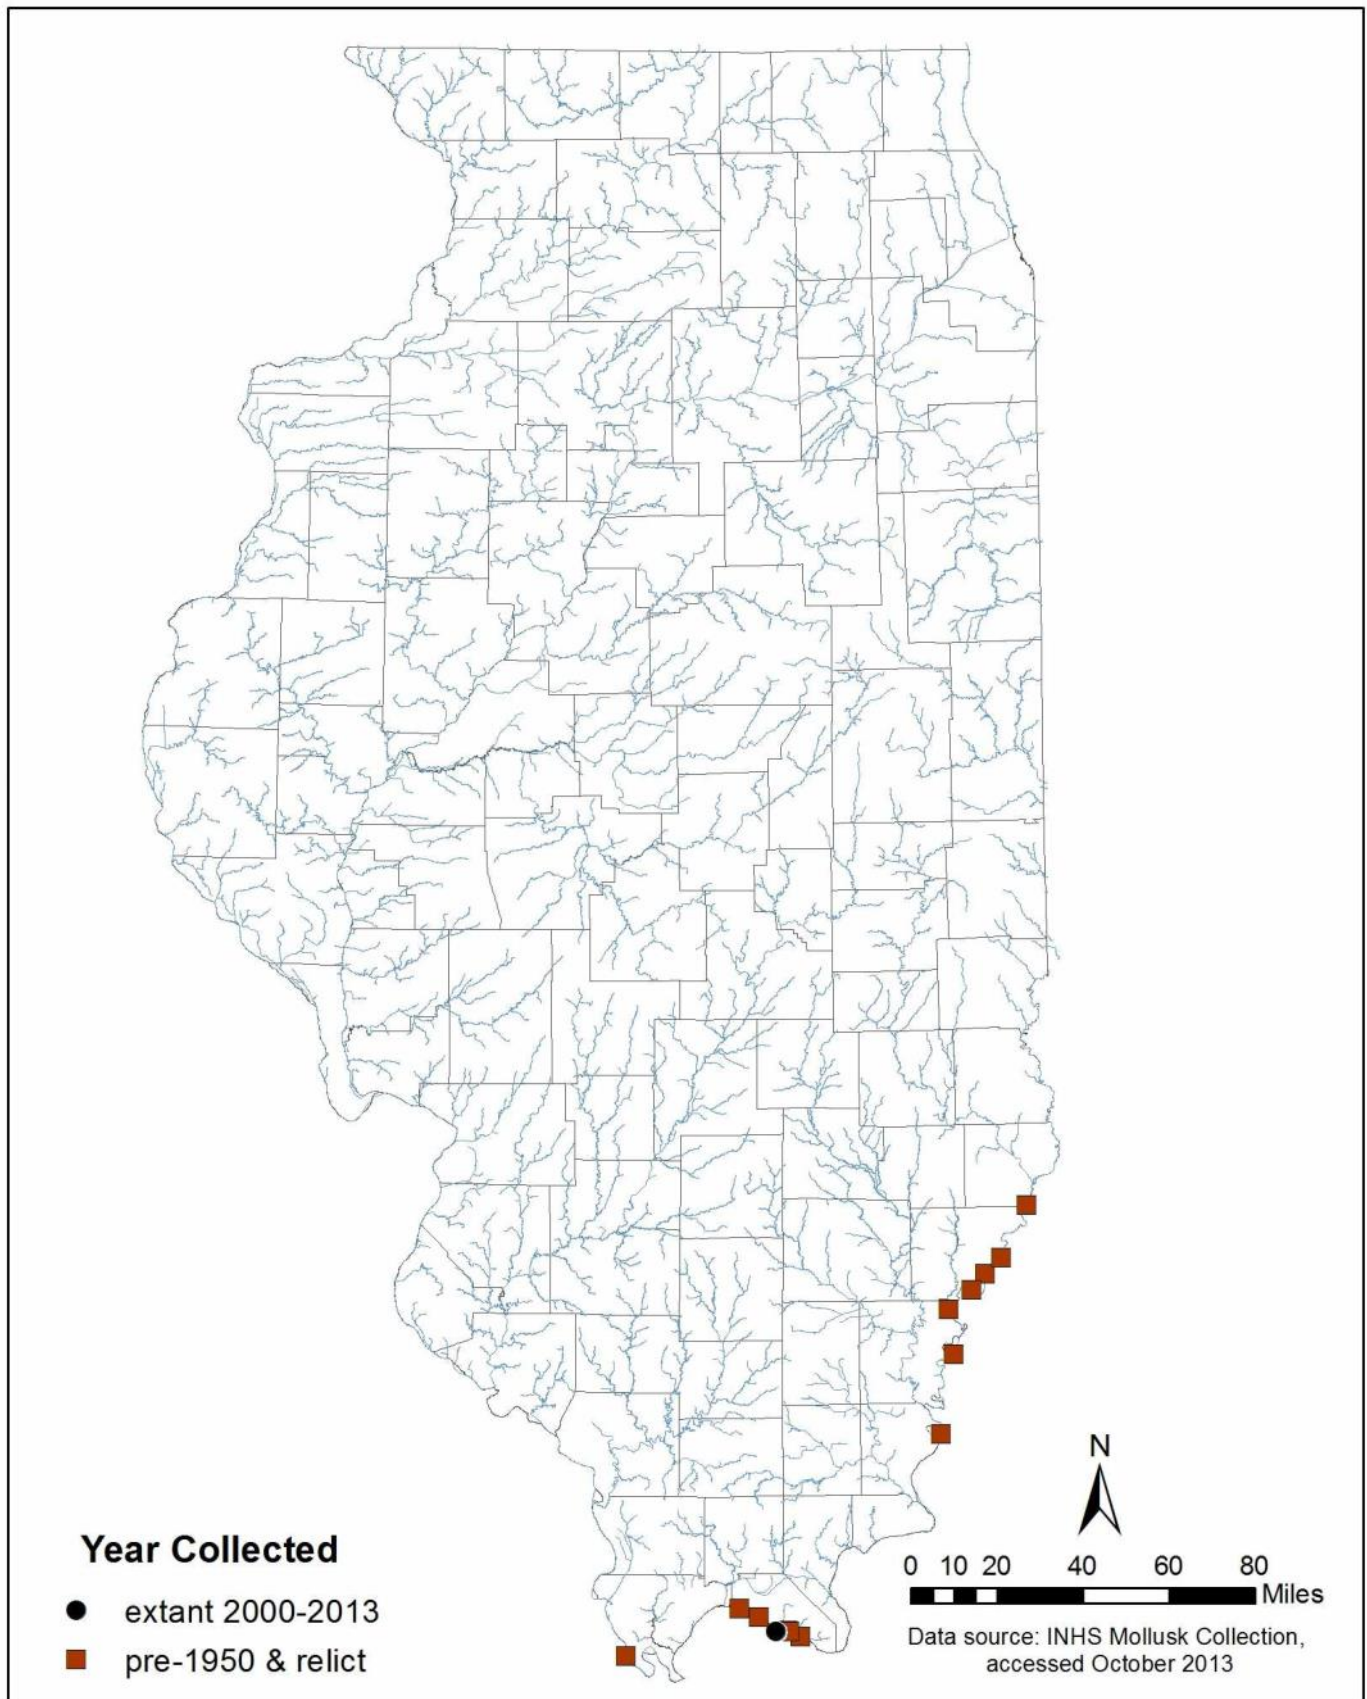 N
0 10 20 40 60 80
Miles
Year Collected
extant 2000-2013
pre-1950 & relict
Data source: INHS Mollusk Collection,
accessed October 2013